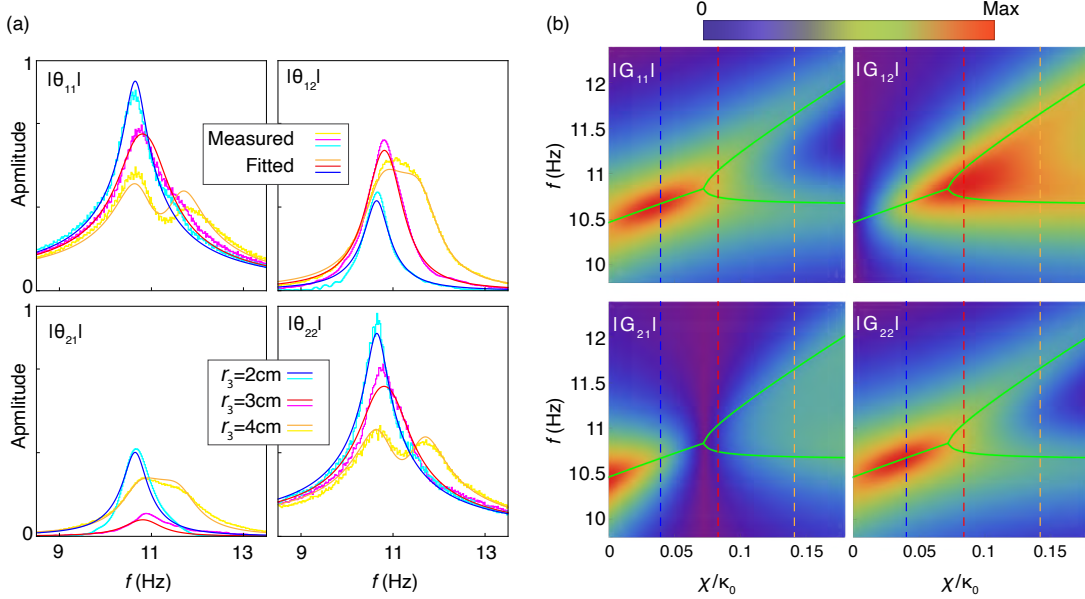 (a)
|θ11|
|θ12|
Measured
Fitted
1
0
Apmlitude
|θ21|
|θ22|
r3=2cm
r3=3cm
r3=4cm
1
0
Apmlitude
9 11 13
9 11 13
f (Hz)
f (Hz)
(b)
0 Max
|G11|
|G12|
12
11.5
11
10.5
10
f (Hz)
|G21|
|G22|
12
11.5
11
10.5
10
f (Hz)
0 0.05 0.1 0.15
0 0.05 0.1 0.15
χ/κ0
χ/κ0